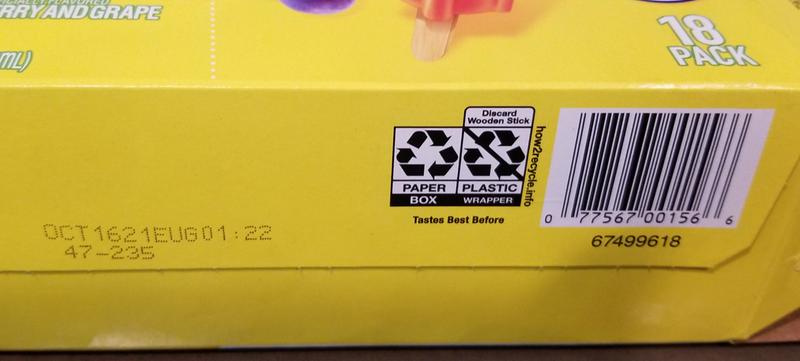 RRY AND GRAPE
18
PACK
mL)
Discard
Wooden Stick
how2recycle.info
PAPER PLASTIC
BOX WRAPPER
Tastes Best Before
0 77567 00156 6
67499618
OCT1621EUG01:22
47-235